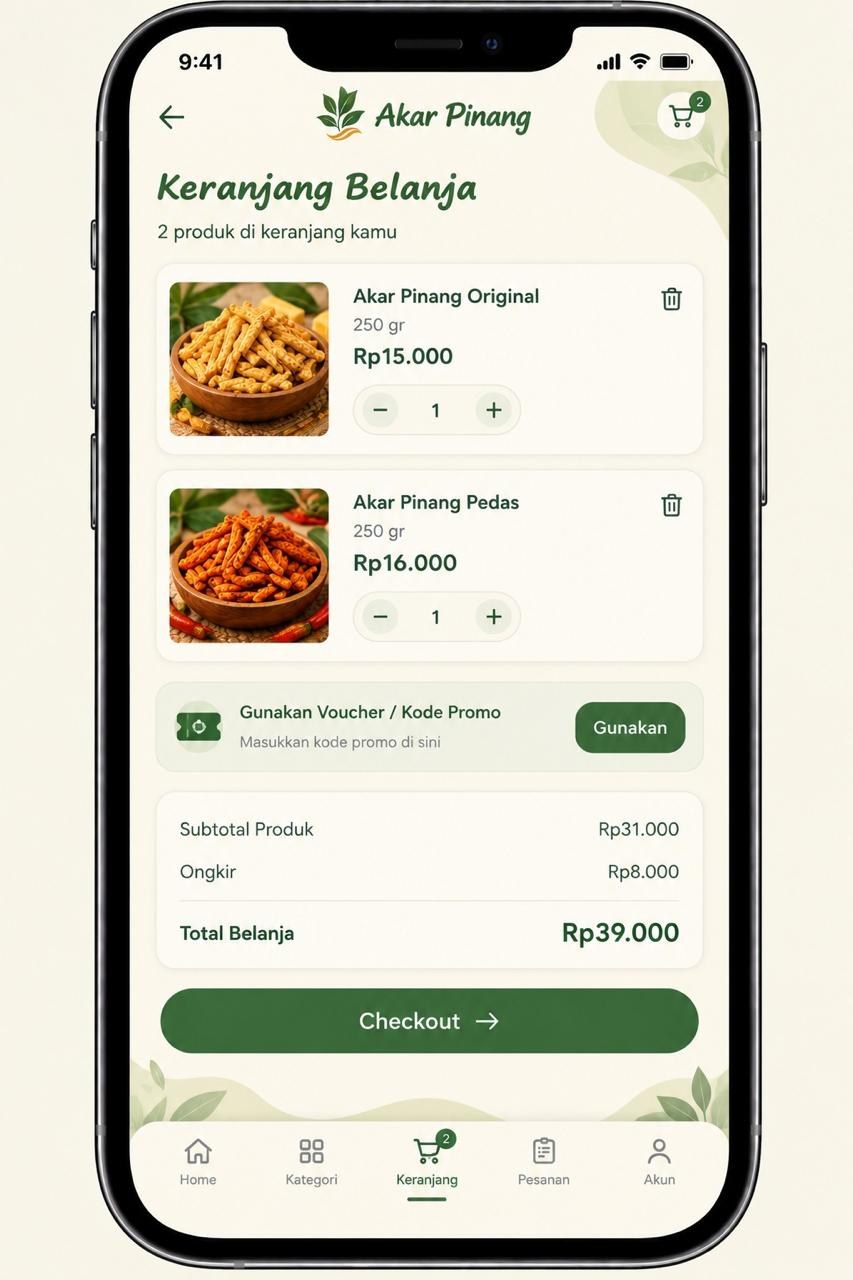 9:41
Akar Pinang
2
Keranjang Belanja
2 produk di keranjang kamu
Akar Pinang Original
250 gr
Rp15.000
1
Akar Pinang Pedas
250 gr
Rp16.000
1
Gunakan Voucher / Kode Promo
Masukkan kode promo di sini
Gunakan
Subtotal Produk Rp31.000
Ongkir Rp8.000
Total Belanja Rp39.000
Checkout
2
Home Kategori Keranjang Pesanan Akun